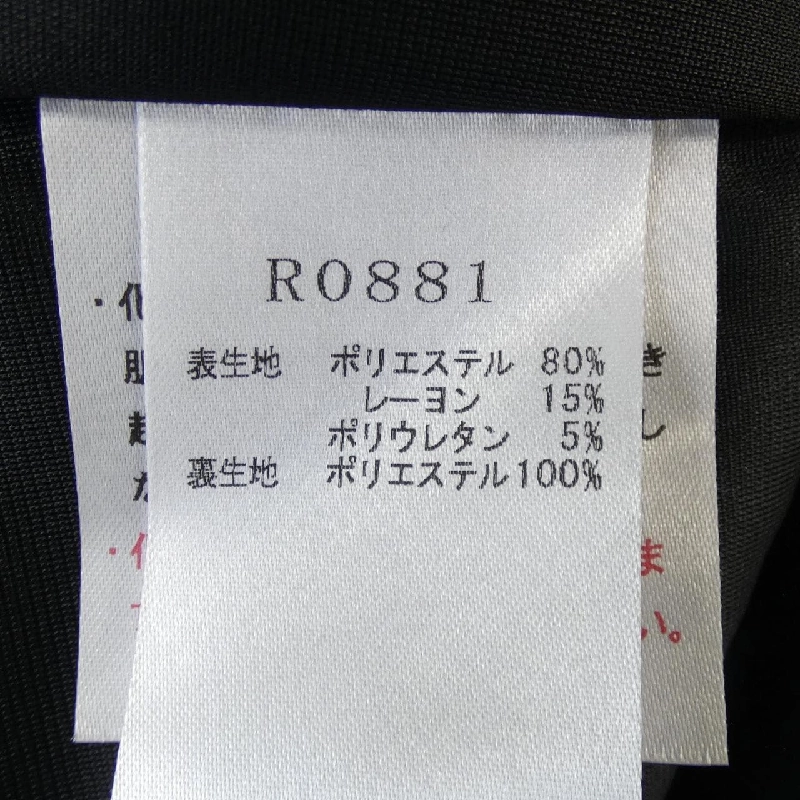 R0881
表生地 ポリエステル 80%
レーヨン 15%
ポリウレタン 5%
裏生地 ポリエステル100%